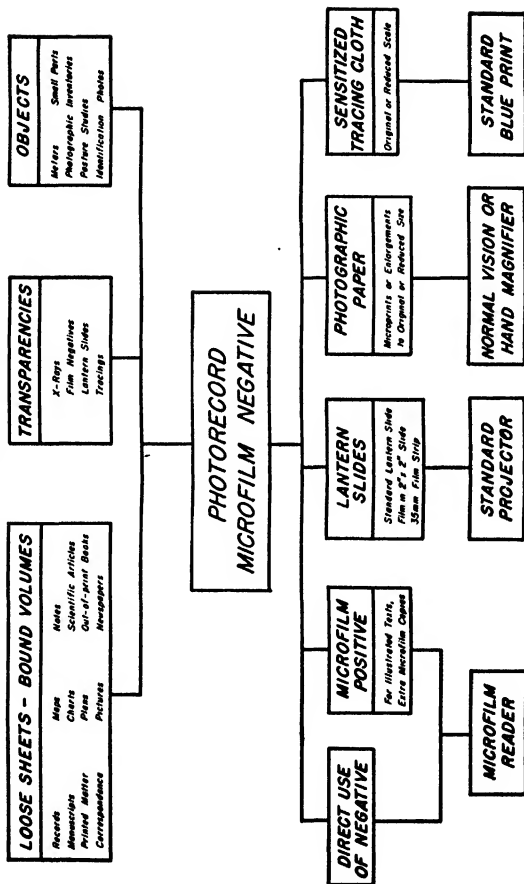 LOOSE SHEETS – BOUND VOLUMES
Records Maps Notes
Manuscripts Charts Scientific Articles
Printed Matter Plans Out-of-print Books
Correspondence Pictures Newspapers
TRANSPARENCIES
X-Rays
Film Negatives
Lantern Slides
Tracings
OBJECTS
Meters Small Parts
Photographic Inventories
Posture Studies
Identification Photos
PHOTORECORD
MICROFILM NEGATIVE
DIRECT USE
OF NEGATIVE
MICROFILM
POSITIVE
For Illustrated Texts,
Extra Microfilm Copies
LANTERN
SLIDES
Standard Lantern Slide
Film in 2"x 2" Slide
35mm Film Strip
PHOTOGRAPHIC
PAPER
Microprints or Enlargements
to Original or Reduced Size
SENSITIZED
TRACING CLOTH
Original or Reduced Scale
MICROFILM
READER
STANDARD
PROJECTOR
NORMAL VISION OR
HAND MAGNIFIER
STANDARD
BLUE PRINT